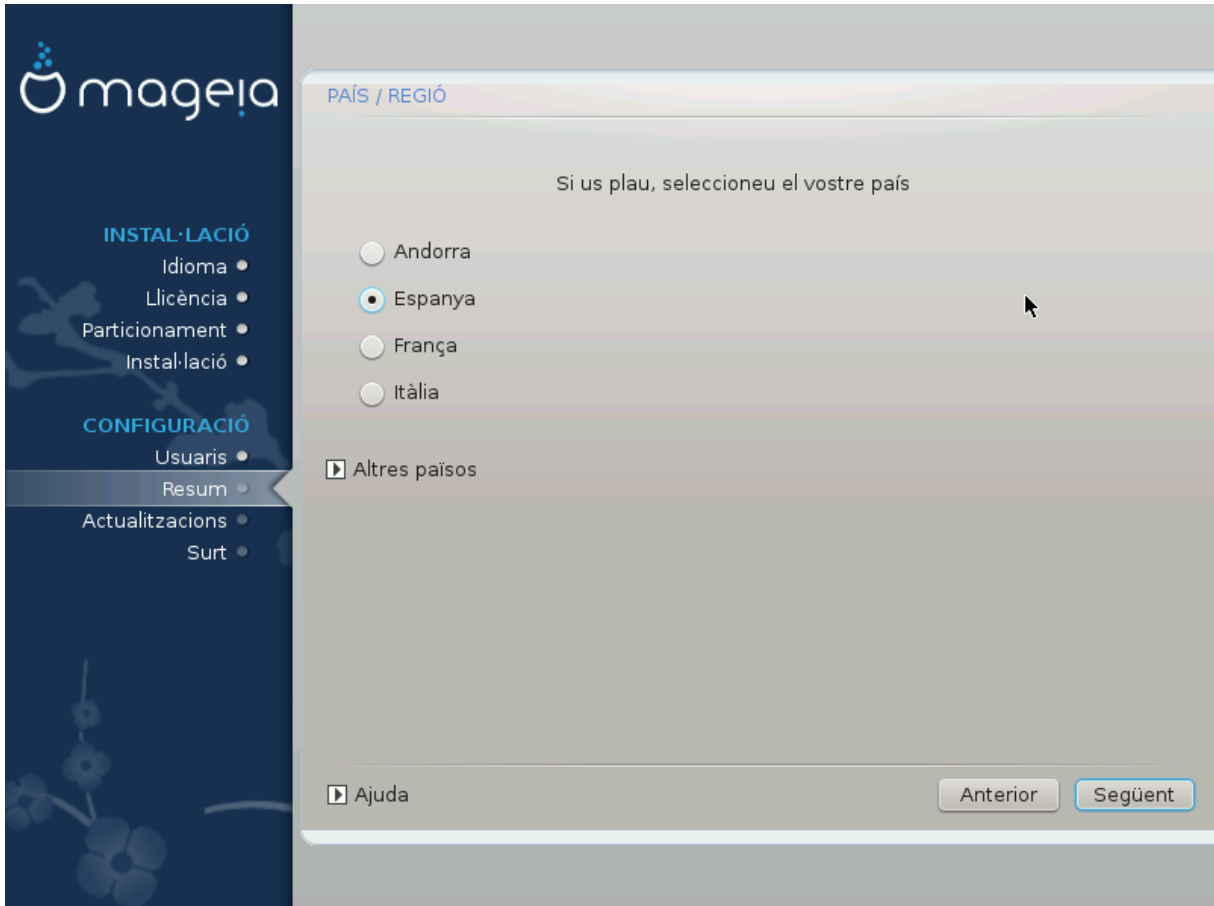 mageia
INSTAL·LACIÓ
Idioma
Llicència
Particionament
Instal·lació
CONFIGURACIÓ
Usuaris
Resum
Actualitzacions
Surt
PAÍS / REGIÓ
Si us plau, seleccioneu el vostre país
Andorra
Espanya
França
Itàlia
Altres països
Ajuda
Anterior
Següent